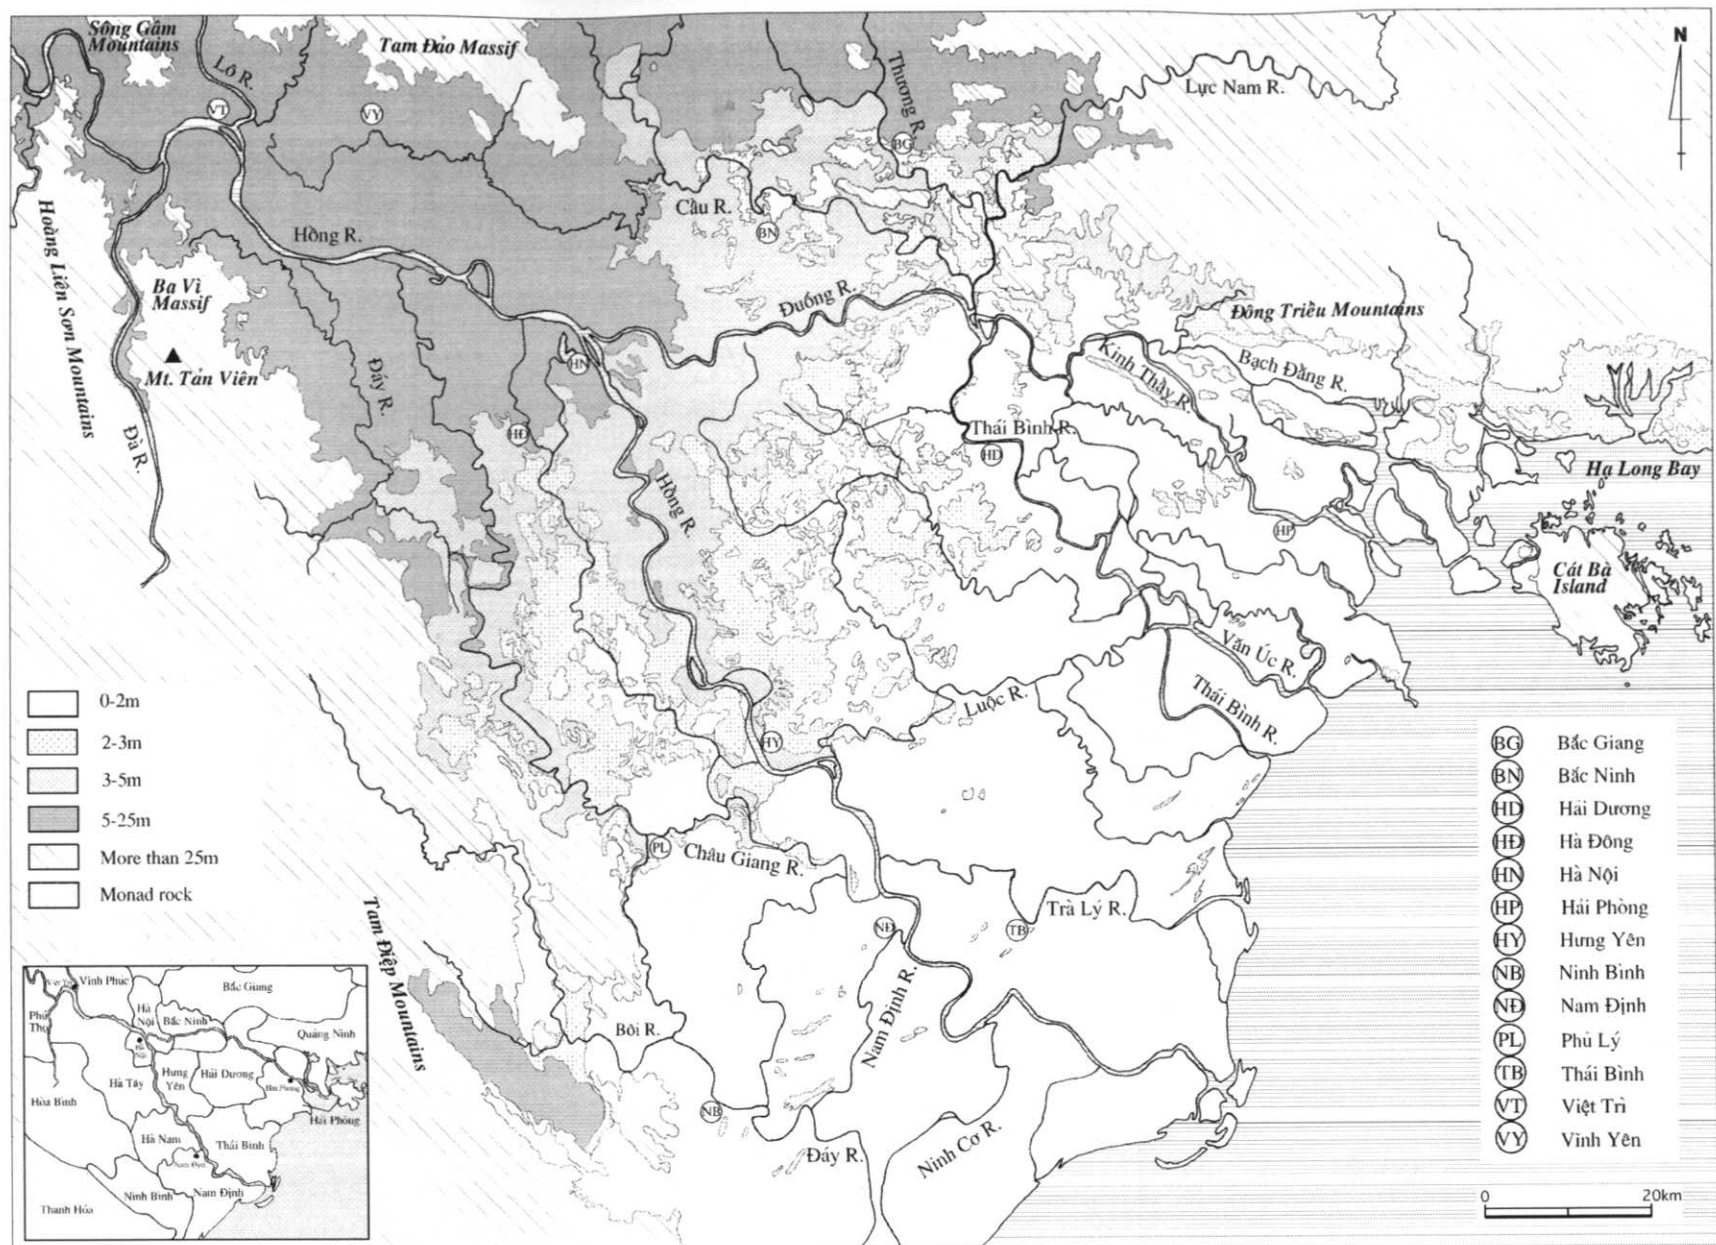 Sông Gâm
Mountains
Tam Đảo Massif
Lô R.
Thương R.
Lục Nam R.
N
VT
VY
BG
Cầu R.
BN
Hồng R.
Hoàng Liên Sơn Mountains
Ba Vì
Massif
Đuống R.
Đông Triều Mountains
Mt. Tản Viên
HN
Đáy R.
Kinh Thầy R.
Bạch Đằng R.
Đà R.
HĐ
Thái Bình R.
HD
Hạ Long Bay
Hồng R.
HP
Cát Bà
Island
Văn Úc R.
Thái Bình R.
Luộc R.
HY
0-2m
2-3m
3-5m
5-25m
More than 25m
Monad rock
PL
Châu Giang R.
Trà Lý R.
NĐ
TB
Tam Điệp Mountains
Nam Định R.
Bôi R.
NB
Đáy R.
Ninh Cơ R.
BG Bắc Giang
BN Bắc Ninh
HD Hải Dương
HĐ Hà Đông
HN Hà Nội
HP Hải Phòng
HY Hưng Yên
NB Ninh Bình
NĐ Nam Định
PL Phủ Lý
TB Thái Bình
VT Việt Trì
VY Vĩnh Yên
0 20km
Vĩnh Phúc
Bắc Giang
Phú
Thọ
Hà
Nội
Bắc Ninh
Quảng Ninh
Hà Tây
Hưng
Yên
Hải Dương
Hòa Bình
Hải Phòng
Hà Nam
Thái Bình
Nam Định
Ninh Bình
Nam Định
Thanh Hóa